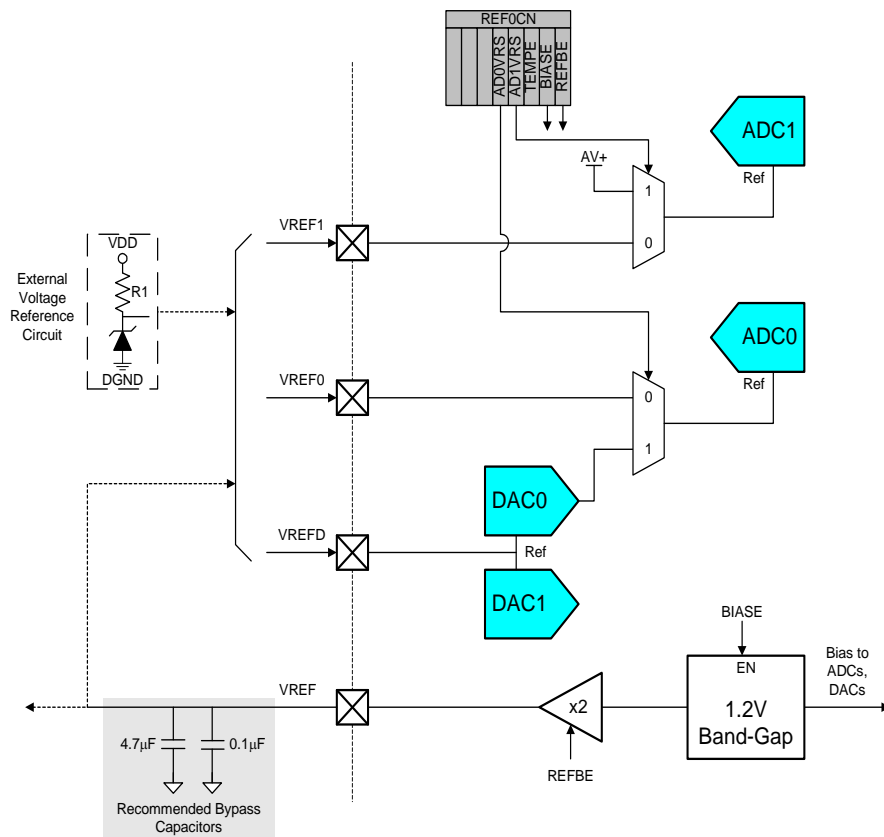 REF0CN
AD0VRS
AD1VRS
TEMPE
BIASE
REFBE
ADC1
Ref
AV+
1
0
VREF1
External
Voltage
Reference
Circuit
VDD
R1
DGND
ADC0
Ref
VREF0
0
1
DAC0
VREFD
Ref
DAC1
BIASE
EN
1.2V
Band-Gap
Bias to
ADCs,
DACs
VREF
x2
REFBE
4.7µF
0.1µF
Recommended Bypass
Capacitors